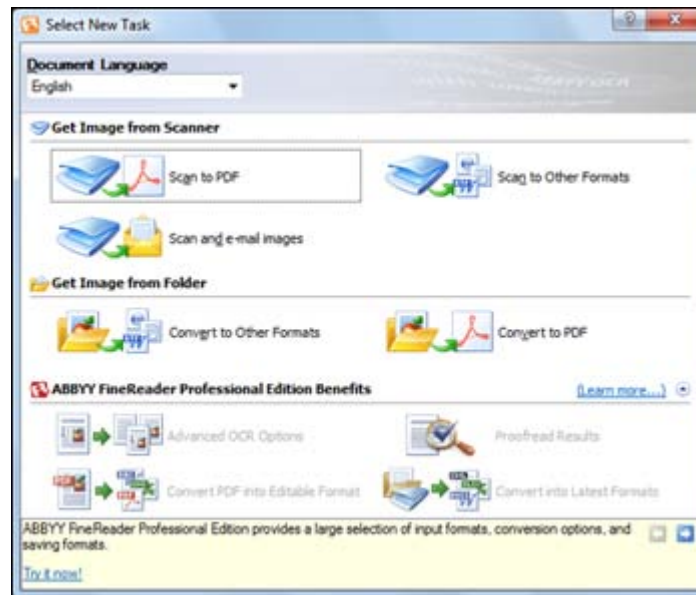 Select New Task
Document Language
English
Get Image from Scanner
Scan to PDF
Scan to Other Formats
Scan and e-mail images
Get Image from Folder
Convert to Other Formats
Convert to PDF
ABBYY FineReader Professional Edition Benefits (Learn more...)
Advanced OCR Options
Proofread Results
Convert PDF into Editable Format
Convert into Latest Formats
ABBYY FineReader Professional Edition provides a large selection of input formats, conversion options, and
saving formats.
Try it now!